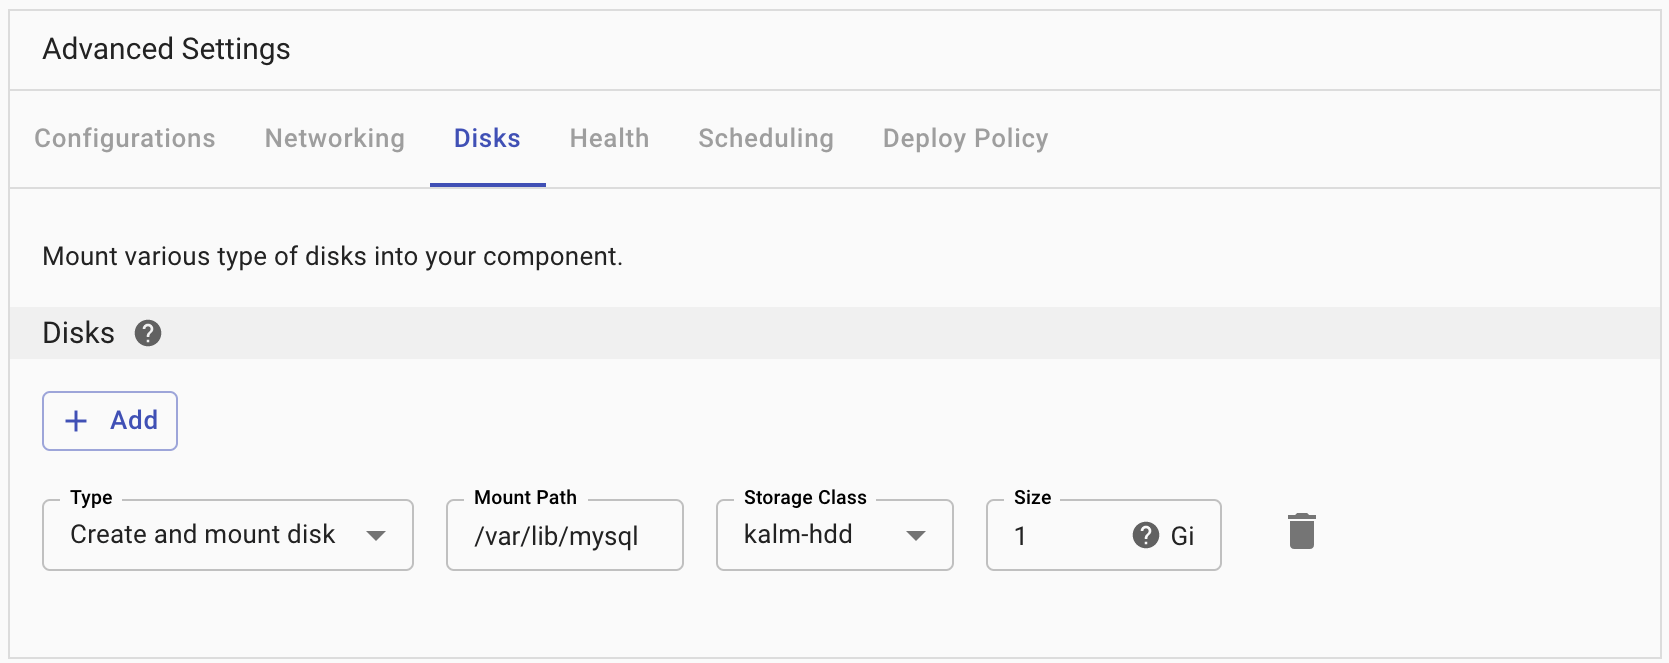 Advanced Settings
Configurations Networking Disks Health Scheduling Deploy Policy
Mount various type of disks into your component.
Disks ?
+ Add
Type Mount Path Storage Class Size
Create and mount disk /var/lib/mysql kalm-hdd 1 ? Gi